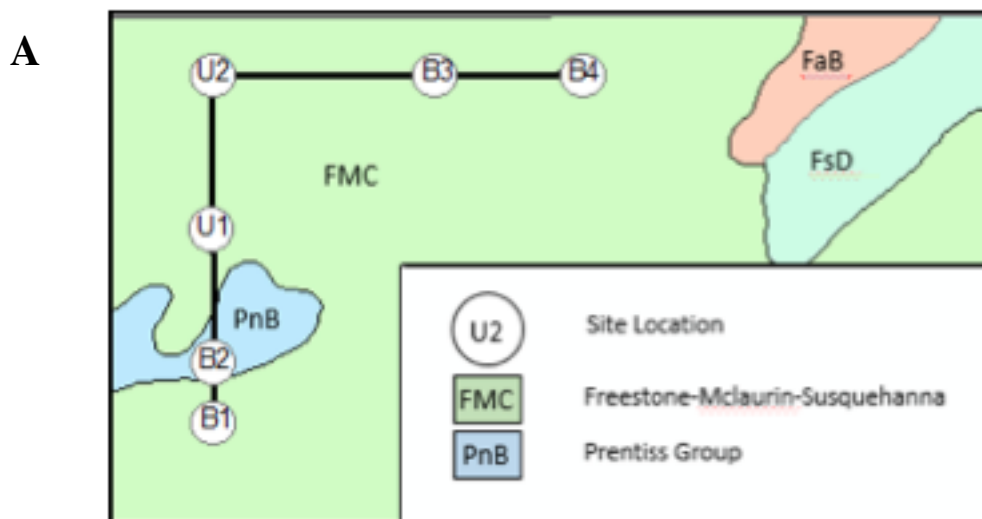 A
U2
B3
B4
FaB
FsD
FMC
U1
PnB
B2
B1
U2 Site Location
FMC Freestone-Mclaurin-Susquehanna
PnB Prentiss Group